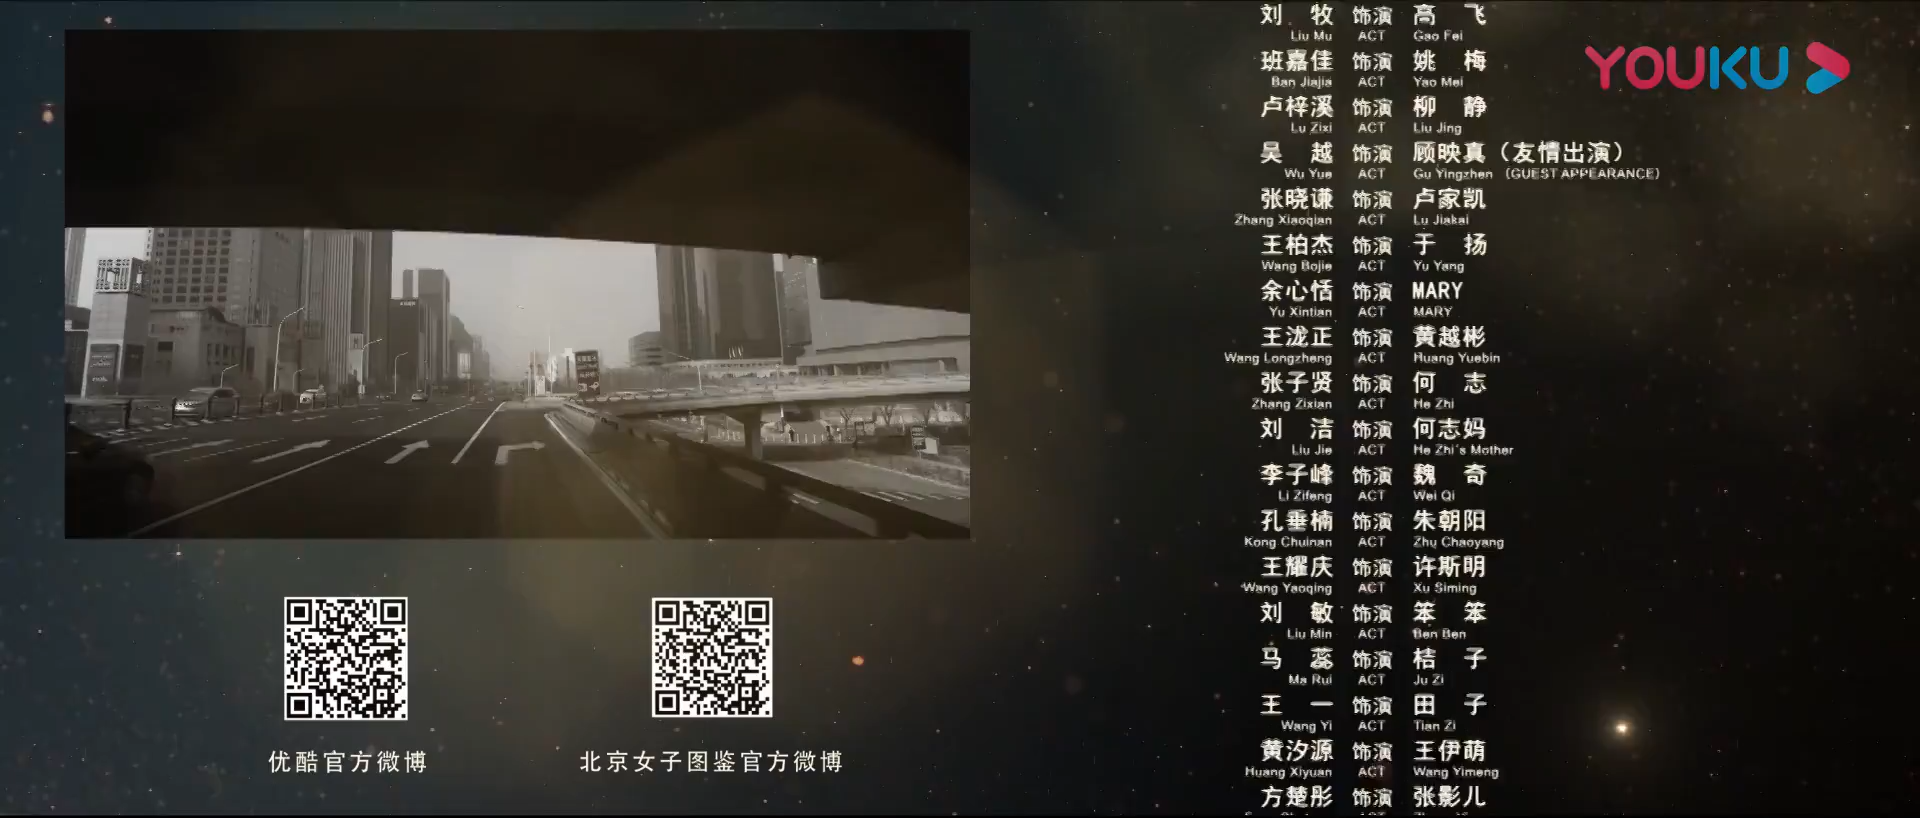 YOUKU
刘 牧 饰演 高 飞
Liu Mu ACT Gao Fei
班嘉佳 饰演 姚 梅
Ban Jiajia ACT Yao Mei
卢梓溪 饰演 柳 静
Lu Zixi ACT Liu Jing
吴 越 饰演 顾映真（友情出演）
Wu Yue ACT Gu Yingzhen （GUEST APPEARANCE）
张晓谦 饰演 卢家凯
Zhang Xiaoqian ACT Lu Jiakai
王柏杰 饰演 于 扬
Wang Bojie ACT Yu Yang
余心恬 饰演 MARY
Yu Xintian ACT MARY
王泷正 饰演 黄越彬
Wang Longzheng ACT Huang Yuebin
张子贤 饰演 何 志
Zhang Zixian ACT He Zhi
刘 洁 饰演 何志妈
Liu Jie ACT He Zhi's Mother
李子峰 饰演 魏 奇
Li Zifeng ACT Wei Qi
孔垂楠 饰演 朱朝阳
Kong Chuinan ACT Zhu Chaoyang
王耀庆 饰演 许斯明
Wang Yaoqing ACT Xu Siming
刘 敏 饰演 笨 笨
Liu Min ACT Ben Ben
马 蕊 饰演 桔 子
Ma Rui ACT Ju Zi
王 一 饰演 田 子
Wang Yi ACT Tian Zi
黄汐源 饰演 王伊萌
Huang Xiyuan ACT Wang Yimeng
方楚彤 饰演 张影儿
优酷官方微博
北京女子图鉴官方微博